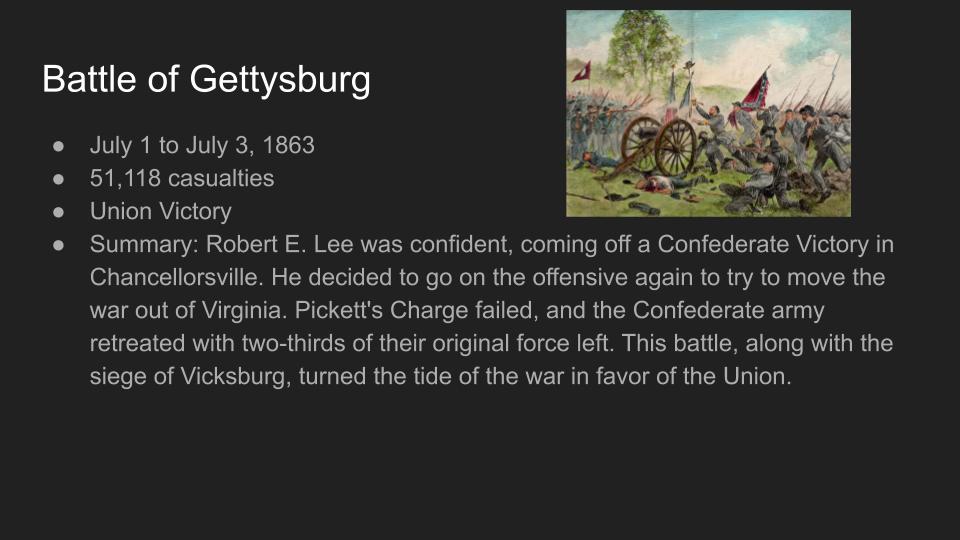 Battle of Gettysburg
● July 1 to July 3, 1863
● 51,118 casualties
● Union Victory
● Summary: Robert E. Lee was confident, coming off a Confederate Victory in
Chancellorsville. He decided to go on the offensive again to try to move the
war out of Virginia. Pickett's Charge failed, and the Confederate army
retreated with two-thirds of their original force left. This battle, along with the
siege of Vicksburg, turned the tide of the war in favor of the Union.